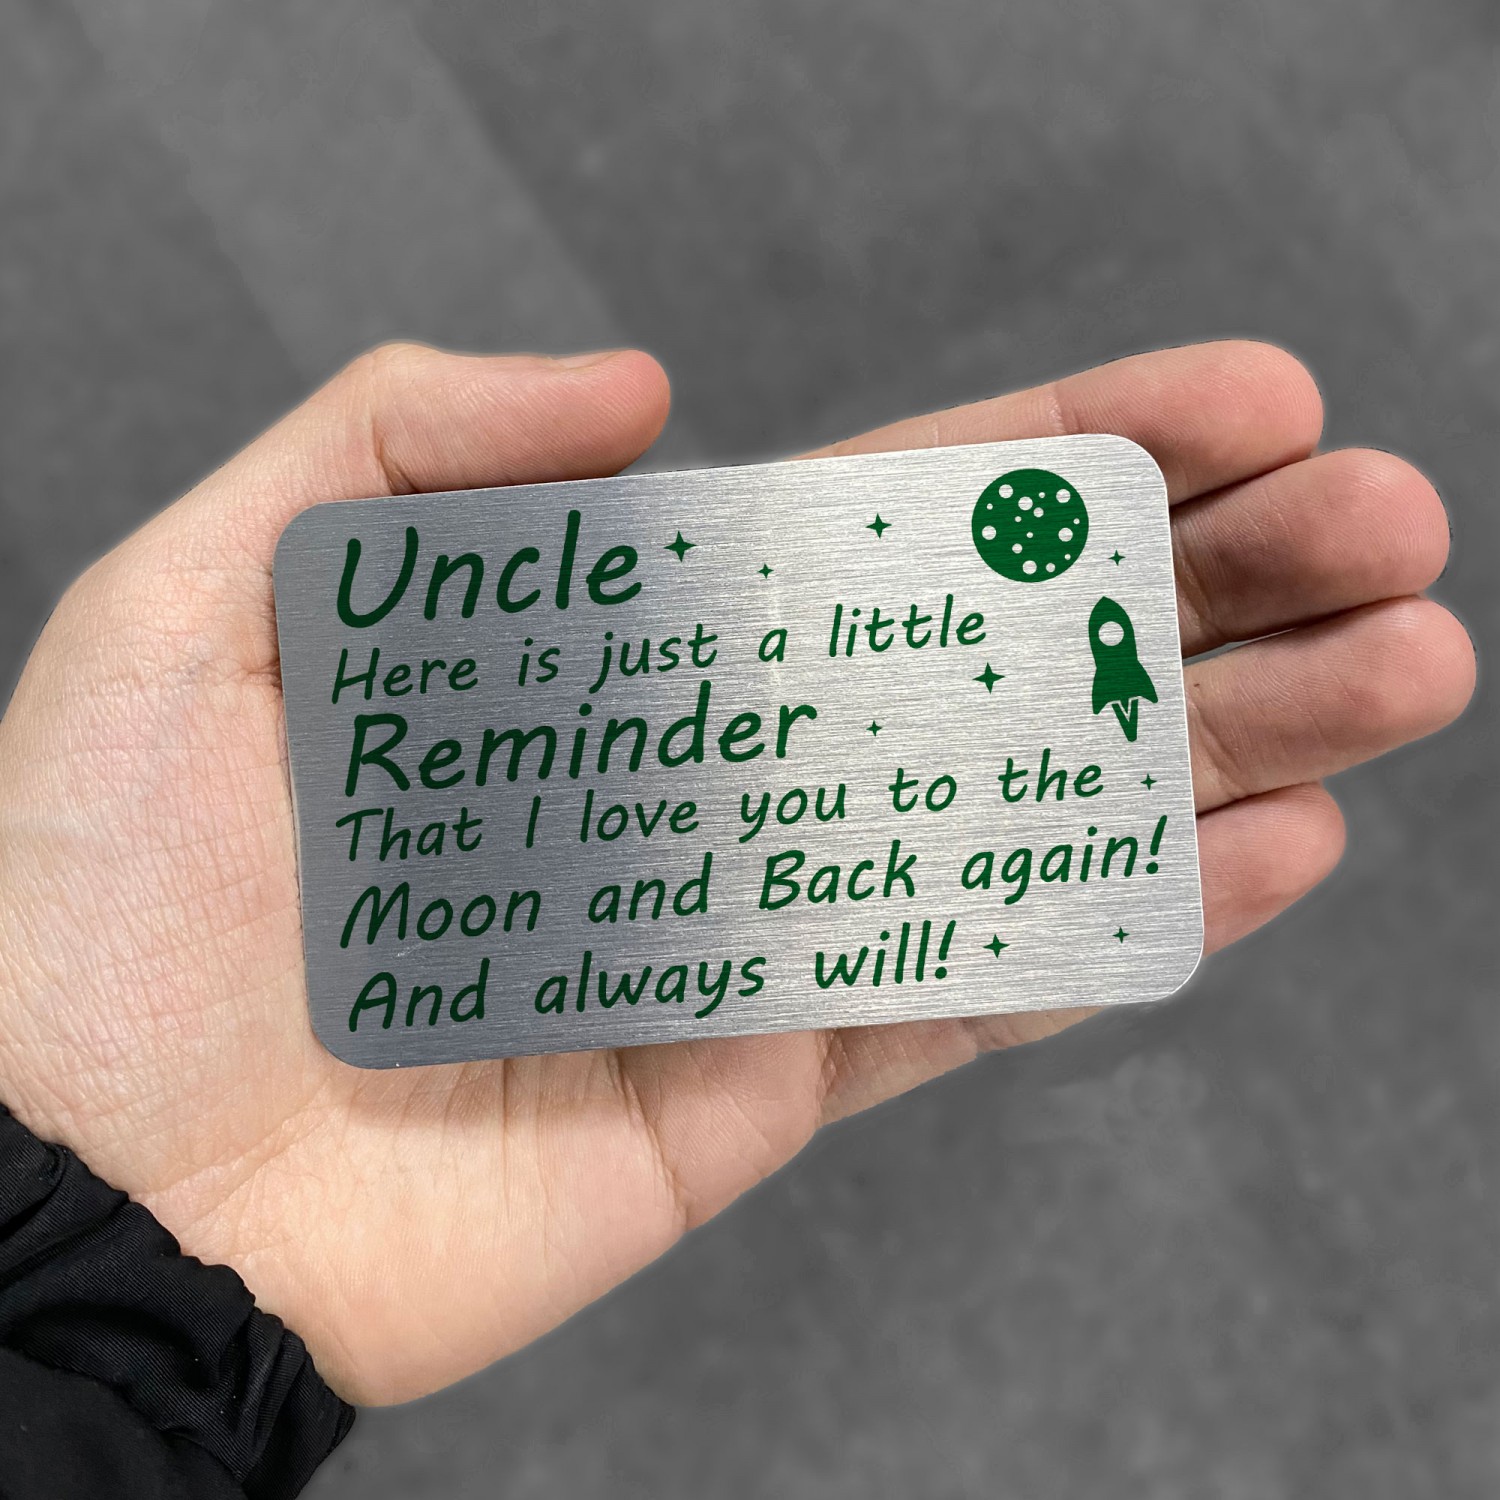 Uncle
Here is just a little
Reminder
That I love you to the
Moon and Back again!
And always will!